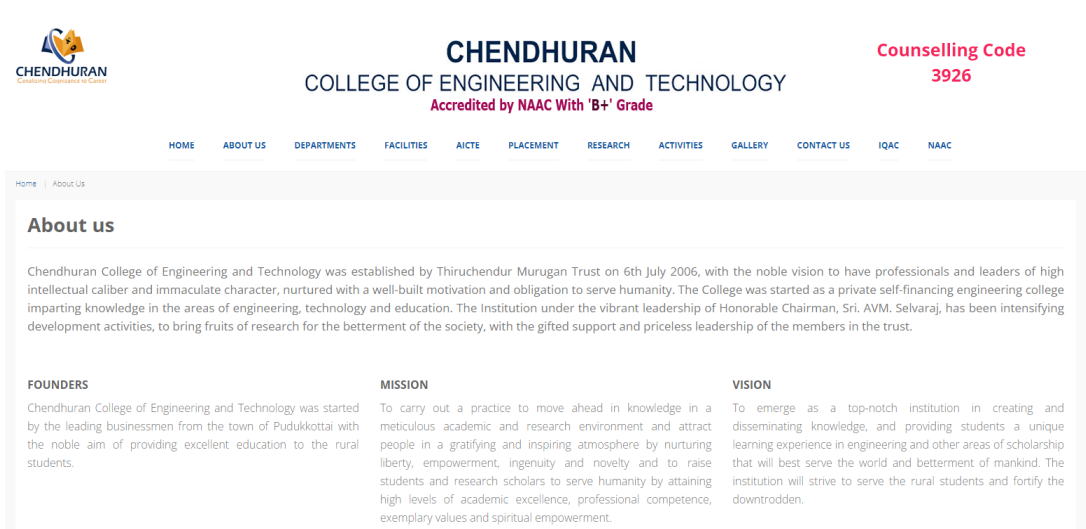 CHENDHURAN
Catalising Cognizance to Career
CHENDHURAN
COLLEGE OF ENGINEERING AND TECHNOLOGY
Accredited by NAAC With 'B+' Grade
Counselling Code
3926
HOME ABOUT US DEPARTMENTS FACILITIES AICTE PLACEMENT RESEARCH ACTIVITIES GALLERY CONTACT US IQAC NAAC
Home | About Us
About us
Chendhuran College of Engineering and Technology was established by Thiruchendur Murugan Trust on 6th July 2006, with the noble vision to have professionals and leaders of high
intellectual caliber and immaculate character, nurtured with a well-built motivation and obligation to serve humanity. The College was started as a private self-financing engineering college
imparting knowledge in the areas of engineering, technology and education. The Institution under the vibrant leadership of Honorable Chairman, Sri. AVM. Selvaraj, has been intensifying
development activities, to bring fruits of research for the betterment of the society, with the gifted support and priceless leadership of the members in the trust.
FOUNDERS
Chendhuran College of Engineering and Technology was started
by the leading businessmen from the town of Pudukkottai with
the noble aim of providing excellent education to the rural
students.
MISSION
To carry out a practice to move ahead in knowledge in a
meticulous academic and research environment and attract
people in a gratifying and inspiring atmosphere by nurturing
liberty, empowerment, ingenuity and novelty and to raise
students and research scholars to serve humanity by attaining
high levels of academic excellence, professional competence,
exemplary values and spiritual empowerment.
VISION
To emerge as a top-notch institution in creating and
disseminating knowledge, and providing students a unique
learning experience in engineering and other areas of scholarship
that will best serve the world and betterment of mankind. The
institution will strive to serve the rural students and fortify the
downtrodden.